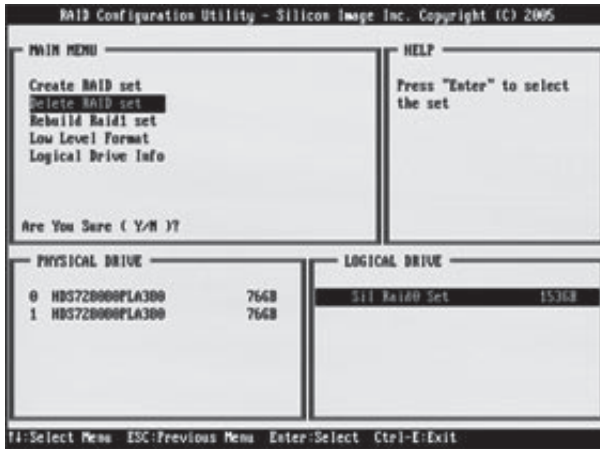 RAID Configuration Utility - Silicon Image Inc. Copyright (C) 2005
MAIN MENU
Create RAID set
Delete RAID set
Rebuild Raid1 set
Low Level Format
Logical Drive Info
Are You Sure ( Y/N )?
HELP
Press "Enter" to select
the set
PHYSICAL DRIVE
0 HDS728080PLA380 76GB
1 HDS728080PLA380 76GB
LOGICAL DRIVE
SiI Raid0 Set 153GB
↑↓:Select Menu ESC:Previous Menu Enter:Select Ctrl-E:Exit